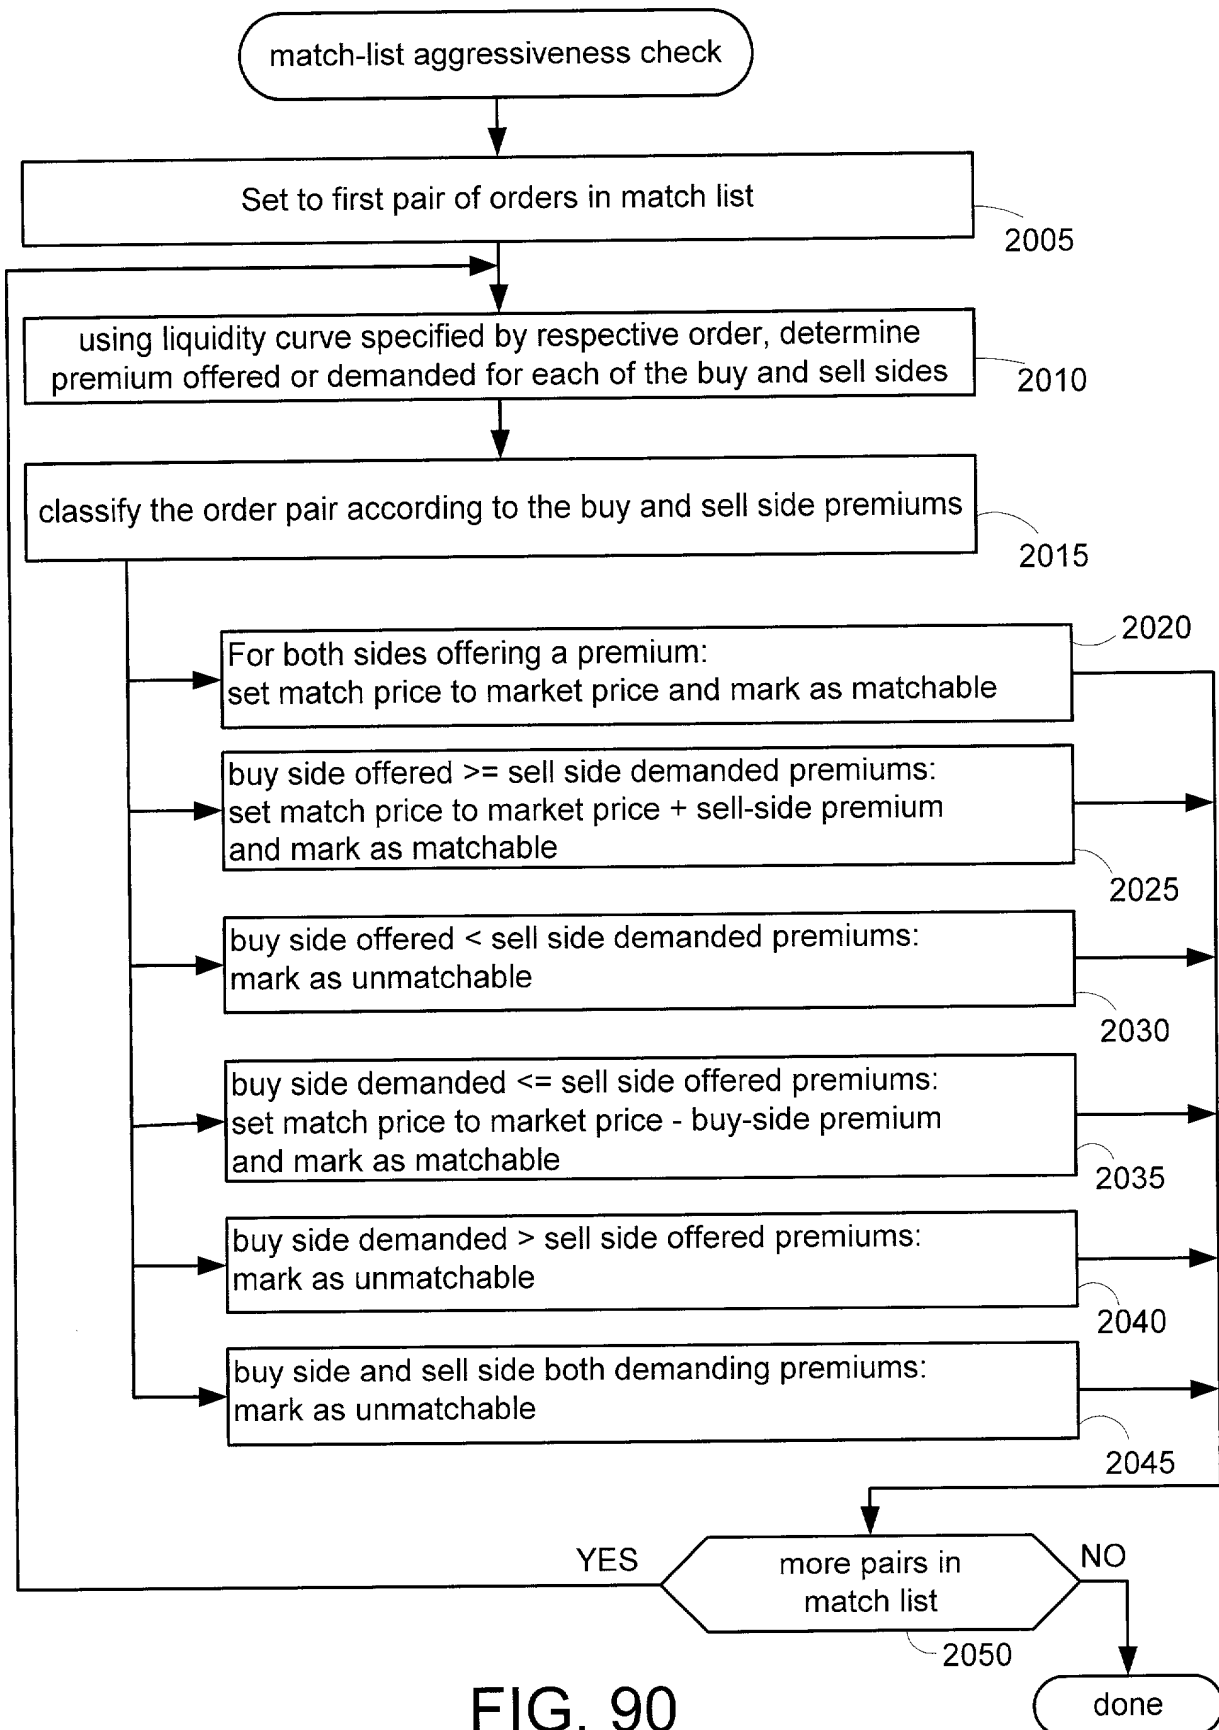 match-list aggressiveness check
Set to first pair of orders in match list
2005
using liquidity curve specified by respective order, determine
premium offered or demanded for each of the buy and sell sides
2010
classify the order pair according to the buy and sell side premiums
2015
2020
For both sides offering a premium:
set match price to market price and mark as matchable
buy side offered >= sell side demanded premiums:
set match price to market price + sell-side premium
and mark as matchable
2025
buy side offered < sell side demanded premiums:
mark as unmatchable
2030
buy side demanded <= sell side offered premiums:
set match price to market price - buy-side premium
and mark as matchable
2035
buy side demanded > sell side offered premiums:
mark as unmatchable
2040
buy side and sell side both demanding premiums:
mark as unmatchable
2045
YES
more pairs in
match list
NO
2050
done
FIG. 90